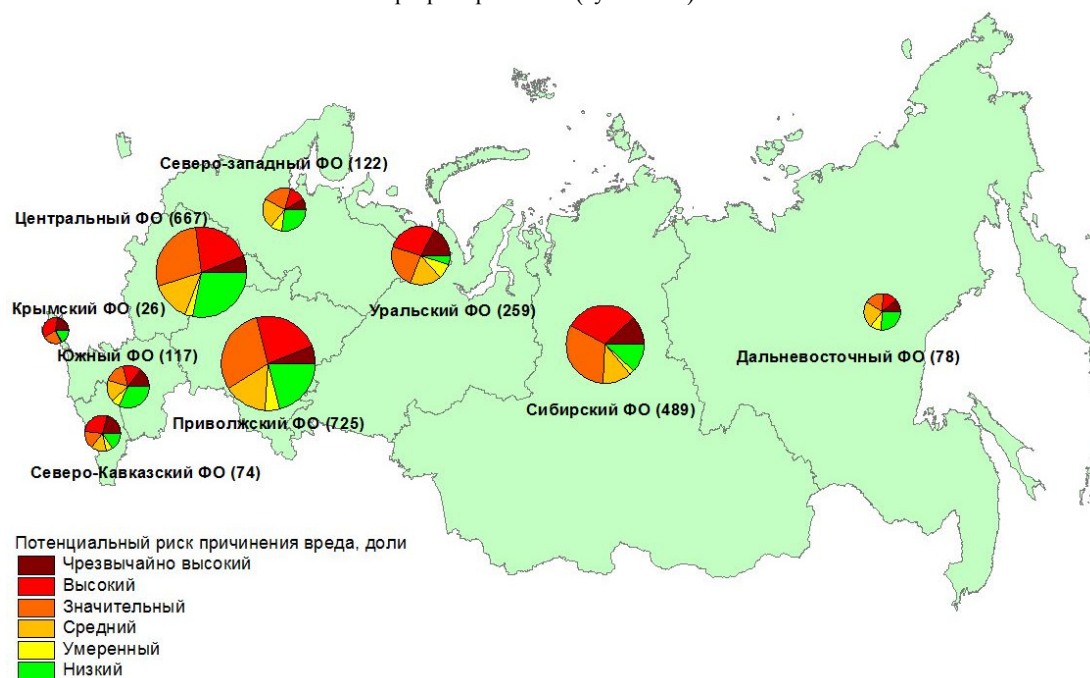 Северо-западный ФО (122)
Центральный ФО (667)
Крымский ФО (26)
Уральский ФО (259)
Южный ФО (117)
Дальневосточный ФО (78)
Сибирский ФО (489)
Приволжский ФО (725)
Северо-Кавказский ФО (74)
Потенциальный риск причинения вреда, доли
Чрезвычайно высокий
Высокий
Значительный
Средний
Умеренный
Низкий